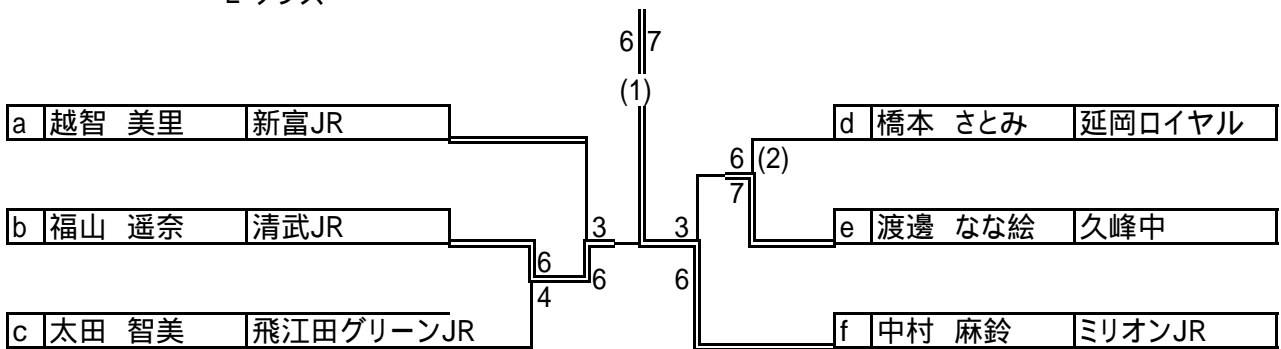 6 7
(1)
a 越智 美里 新富JR
d 橋本 さとみ 延岡ロイヤル
6 (2)
7
b 福山 遥奈 清武JR
3
3
e 渡邊 なな絵 久峰中
6
4
6
6
c 太田 智美 飛江田グリーンJR
f 中村 麻鈴 ミリオンJR